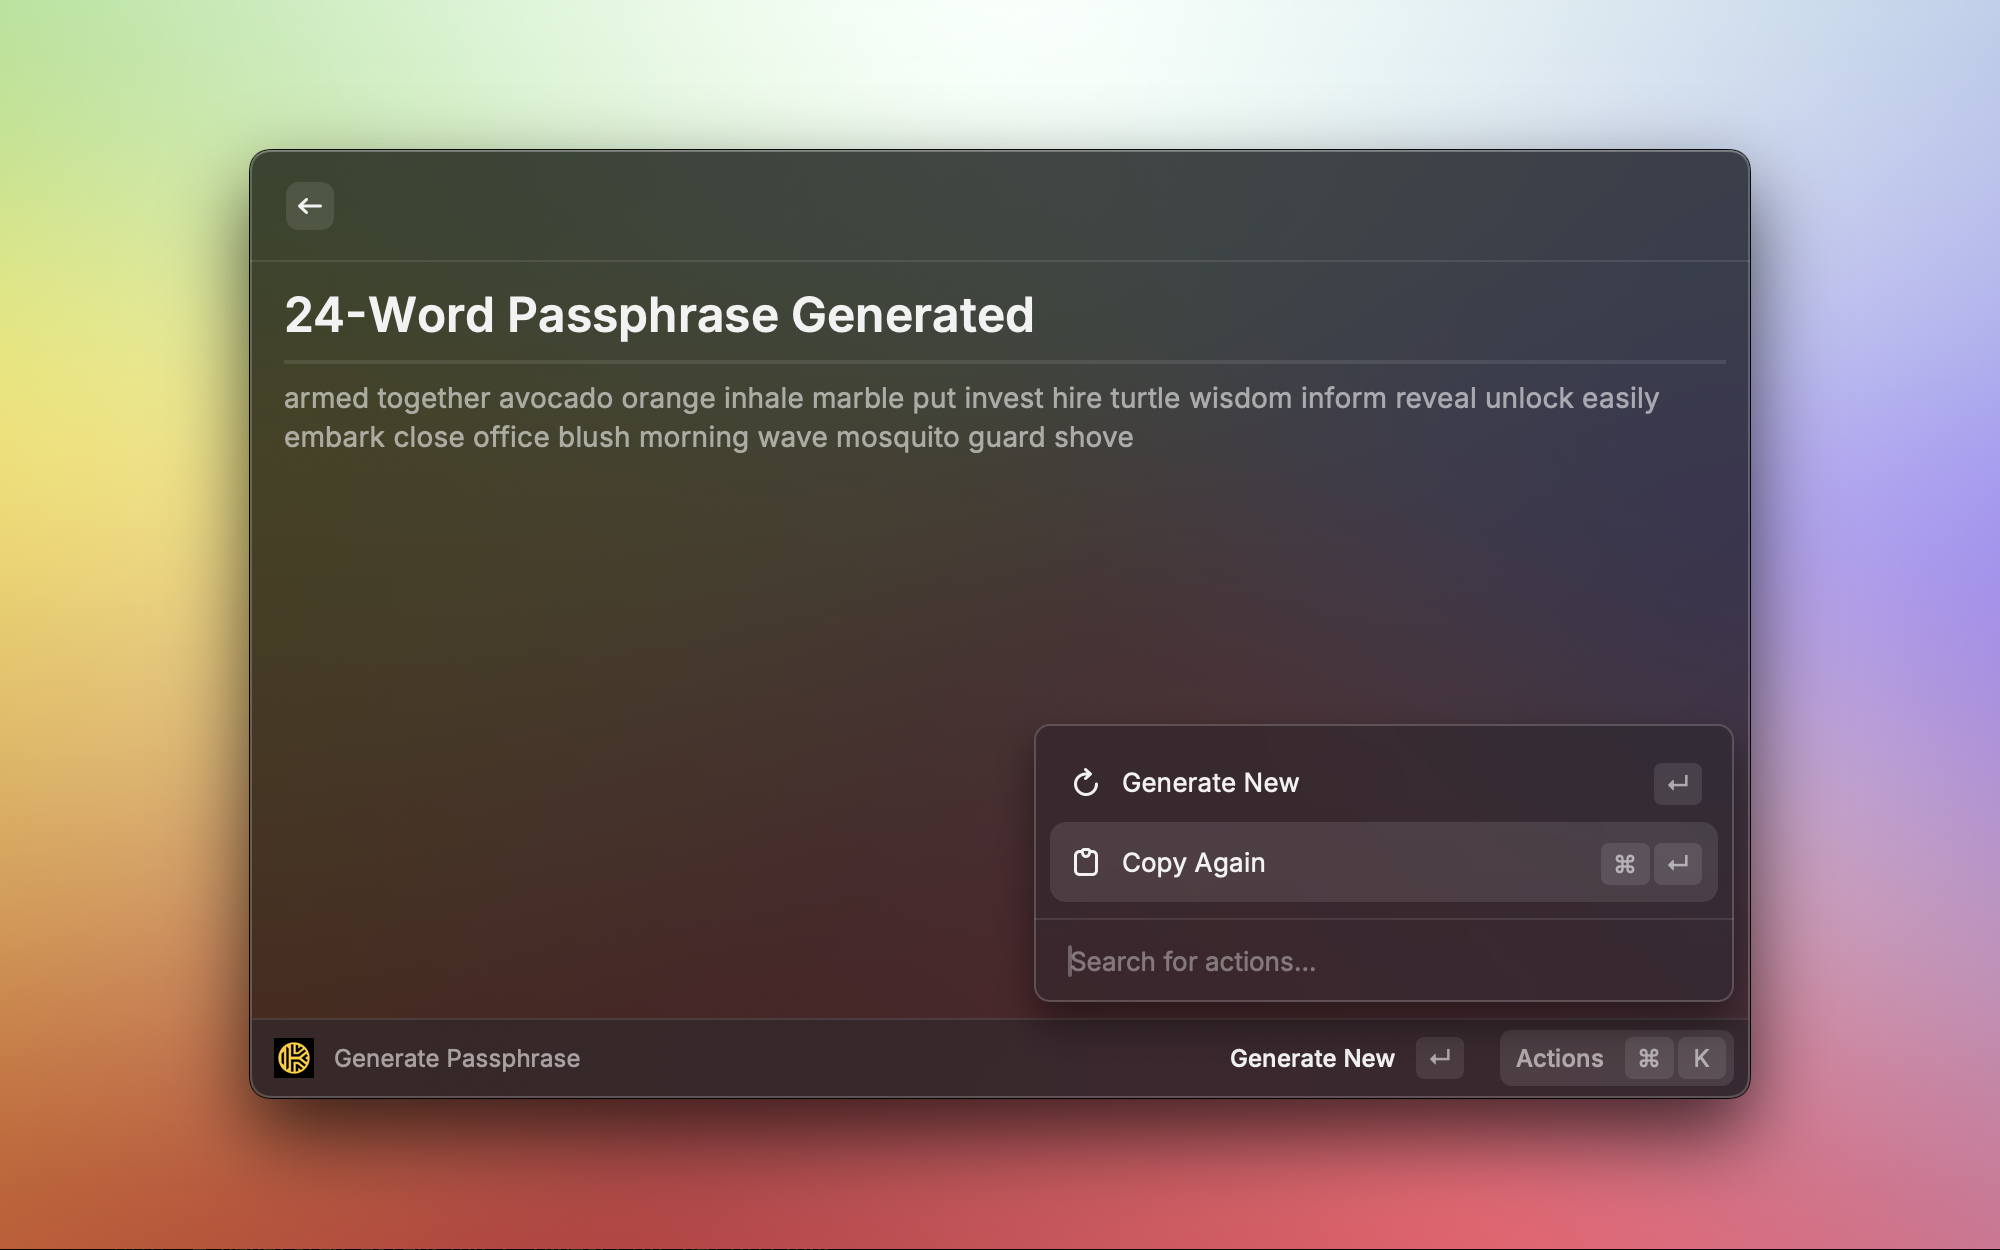 24-Word Passphrase Generated
armed together avocado orange inhale marble put invest hire turtle wisdom inform reveal unlock easily
embark close office blush morning wave mosquito guard shove
Generate New ↵
Copy Again ⌘ ↵
Search for actions...
Generate Passphrase Generate New ↵ Actions ⌘ K